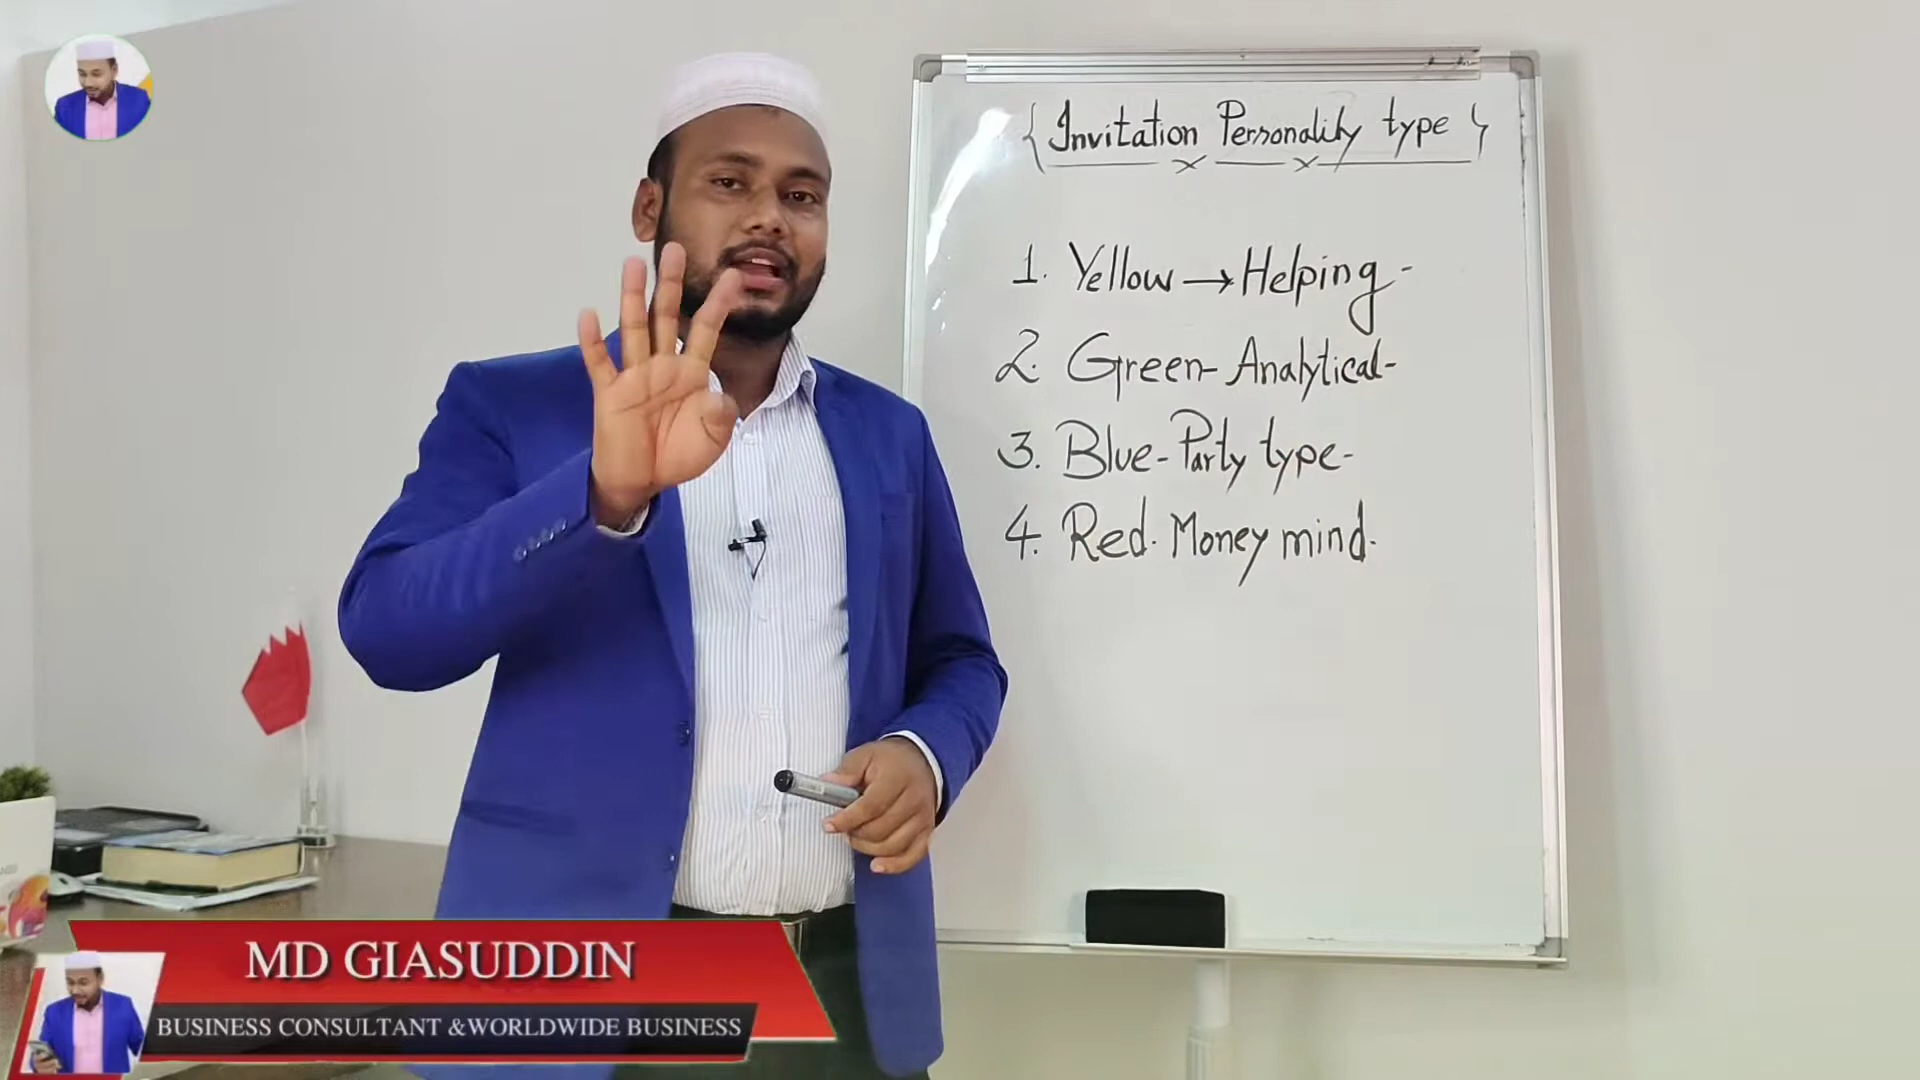 { Invitation Personality type }
1. Yellow → Helping -
2. Green - Analytical -
3. Blue - Party type -
4. Red. Money mind.
MD GIASUDDIN
BUSINESS CONSULTANT &WORLDWIDE BUSINESS